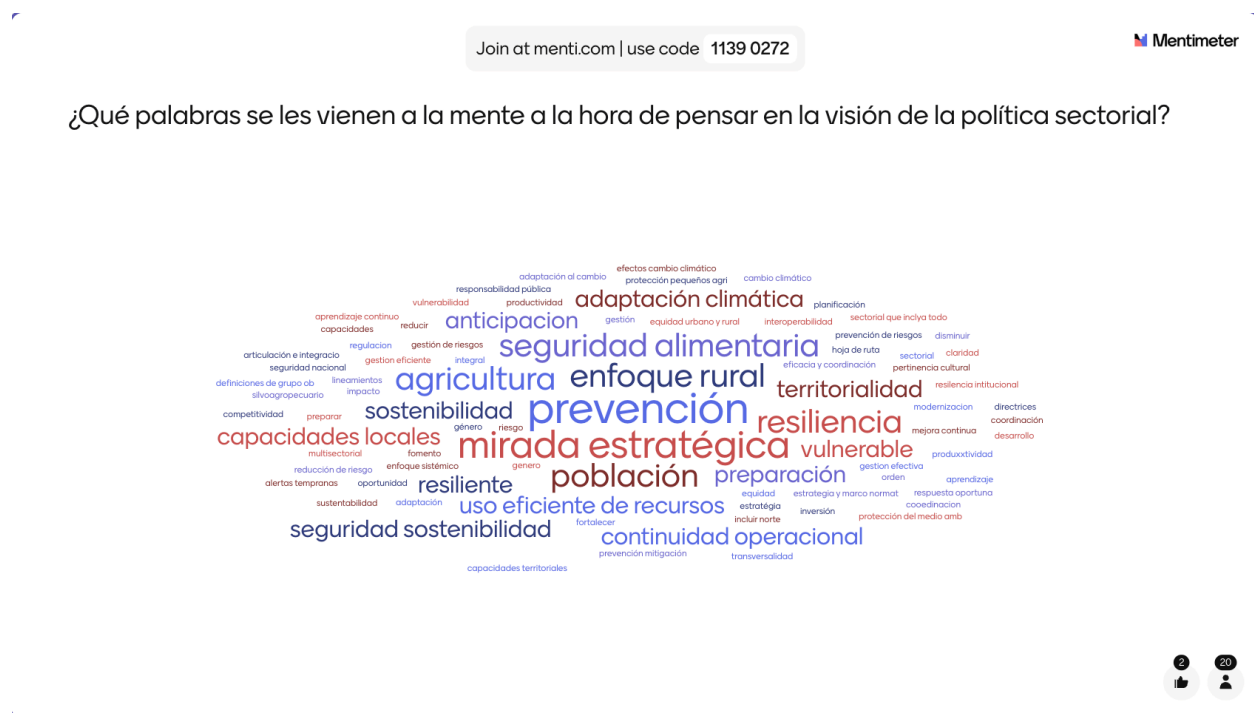 Join at menti.com | use code 1139 0272
Mentimeter
¿Qué palabras se les vienen a la mente a la hora de pensar en la visión de la política sectorial?
efectos cambio climático
adaptación al cambio
cambio climático
protección pequeños agri
responsabilidad pública
adaptación climática
vulnerabilidad
productividad
planificación
aprendizaje continuo
anticipacion
gestión
equidad urbano y rural
interoperabilidad
sectorial que inclya todo
capacidades
reducir
prevención de riesgos
disminuir
regulacion
gestión de riesgos
seguridad alimentaria
hoja de ruta
articulación e integracio
sectorial
claridad
gestion eficiente
integral
seguridad nacional
eficacia y coordinación
pertinencia cultural
definiciones de grupo ob
lineamientos
agricultura
enfoque rural
territorialidad
resilencia intitucional
silvoagropecuario
impacto
sostenibilidad
prevención
resiliencia
modernizacion
directrices
competitividad
preparar
género
riesgo
coordinación
mejora continua
capacidades locales
mirada estratégica
vulnerable
desarrollo
multisectorial
fomento
produxxtividad
reducción de riesgo
enfoque sistémico
genero
población
preparación
gestion efectiva
orden
aprendizaje
alertas tempranas
oportunidad
resiliente
equidad
estrategia y marco normat
respuesta oportuna
sustentabilidad
adaptación
uso eficiente de recursos
estratégia
inversión
cooedinacion
incluir norte
protección del medio amb
seguridad sostenibilidad
fortalecer
continuidad operacional
prevención mitigación
transversalidad
capacidades territoriales
2
20